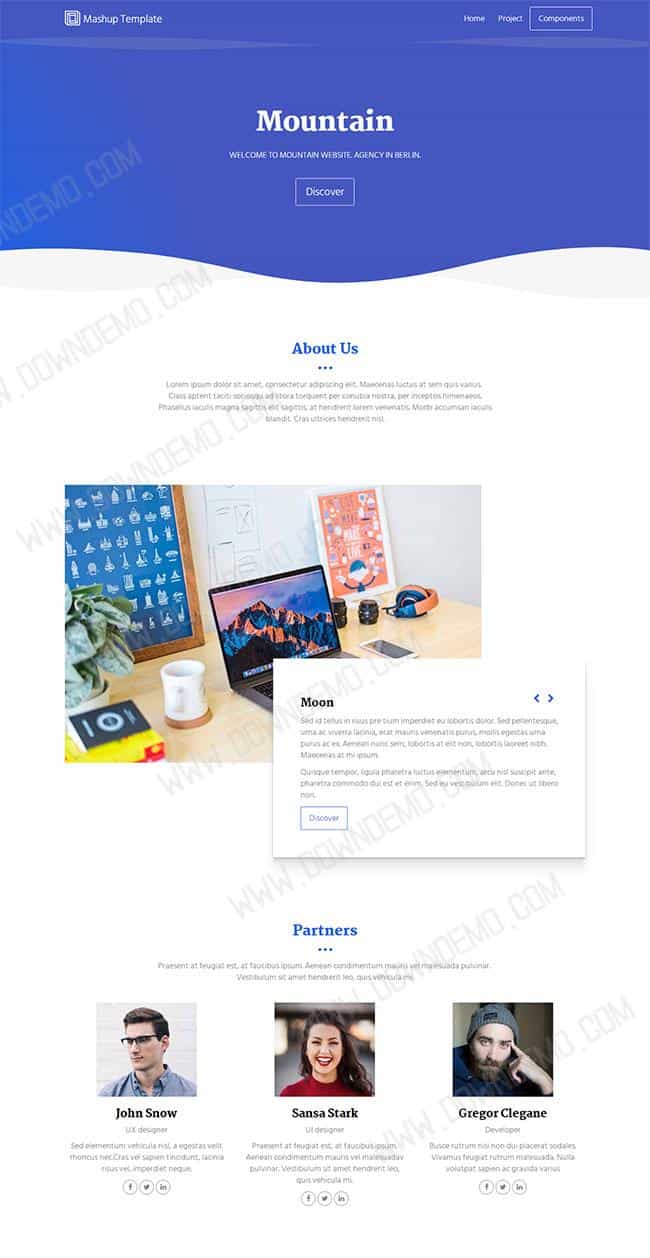 Mashup Template
Home Project Components
Mountain
WELCOME TO MOUNTAIN WEBSITE. AGENCY IN BERLIN.
Discover
About Us
Lorem ipsum dolor sit amet, consectetur adipiscing elit. Maecenas luctus at sem quis varius.
Class aptent taciti sociosqu ad litora torquent per conubia nostra, per inceptos himenaeos.
Phasellus iaculis magna sagittis elit sagittis, at hendrerit lorem venenatis. Morbi accumsan iaculis
blandit. Cras ultrices hendrerit nisl.
Moon
Sed id tellus in risus pre tium imperdiet eu lobortis dolor. Sed pellentesque,
urna ac viverra lacinia, erat mauris venenatis purus, mollis egestas urna
purus ac ex. Aenean nunc sem, lobortis at elit non, lobortis laoreet nibh.
Maecenas at mi ipsum.
Quisque tempor, ligula pharetra luctus elementum, arcu nisl suscipit ante,
pharetra commodo dui est et enim. Sed eu vestibulum elit. Donec ut libero
non.
Discover
Partners
Praesent at feugiat est, at faucibus ipsum. Aenean condimentum mauris vel malesuada pulvinar.
Vestibulum sit amet hendrerit leo, quis vehicula mi.
John Snow
UX designer
Sed elementum vehicula nisl, a egestas velit
rhoncus nec.Cras vel sapien tincidunt, lacinia
risus vel, imperdiet neque.
Sansa Stark
UI designer
Praesent at feugiat est, at faucibus ipsum.
Aenean condimentum mauris vel malesuaday
pulvinar. Vestibulum sit amet hendrerit leo,
quis vehicula mi.
Gregor Clegane
Developer
Busce rutrum nisi non dui placerat sodales.
Vivamus feugiat rutrum malesuada. Nulla
volutpat sapien ac gravida varius
WWW.DOWNDEMO.COM